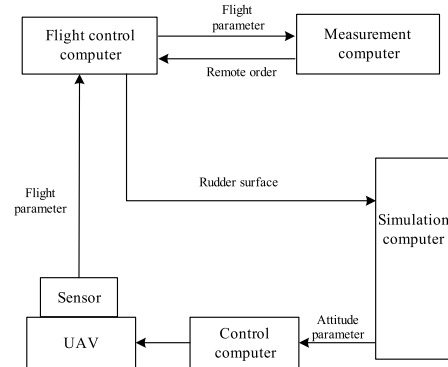 Flight control
computer
Flight
parameter
Remote order
Measurement
computer
Flight
parameter
Rudder surface
Simulation
computer
Sensor
UAV
Control
computer
Attitude
parameter